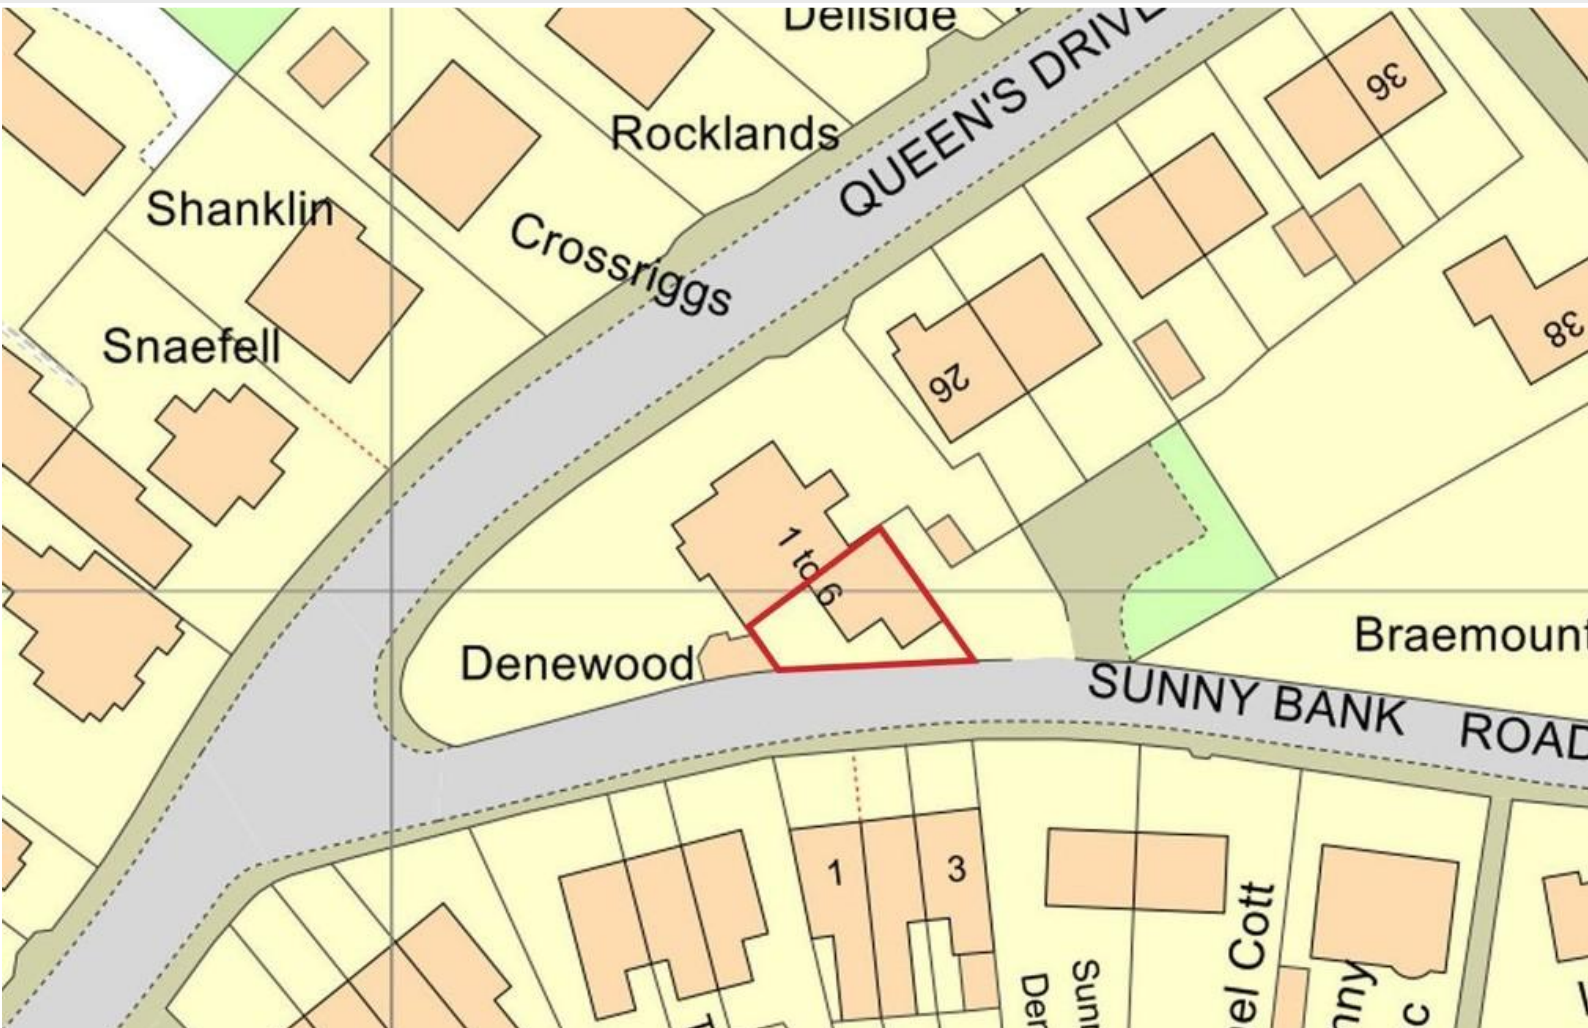 Dellside
QUEEN'S DRIVE
36
Rocklands
Shanklin
Crossriggs
Snaefell
38
26
1 to 6
Denewood
Braemount
SUNNY BANK ROAD
1
3